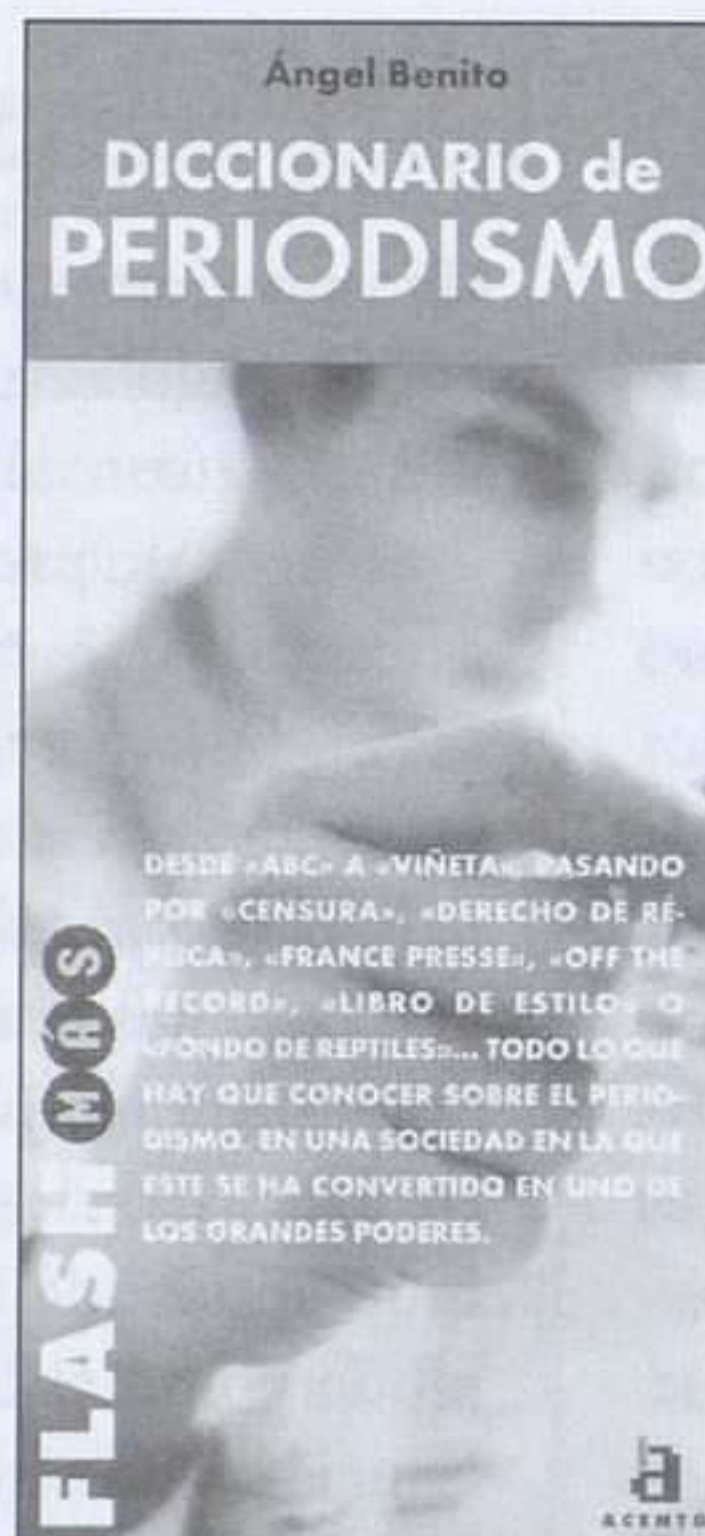 Ángel Benito
DICCIONARIO de
PERIODISMO
DESDE «ABC» A «VIÑETA», PASANDO
POR «CENSURA», «DERECHO DE RÉ-
PLICA», «FRANCE PRESSE», «OFF THE
RECORD», «LIBRO DE ESTILO» O
«FONDO DE REPTILES»... TODO LO QUE
HAY QUE CONOCER SOBRE EL PERIO-
DISMO. EN UNA SOCIEDAD EN LA QUE
ESTE SE HA CONVERTIDO EN UNO DE
LOS GRANDES PODERES.
FLASH MÁS
a
ACENTO